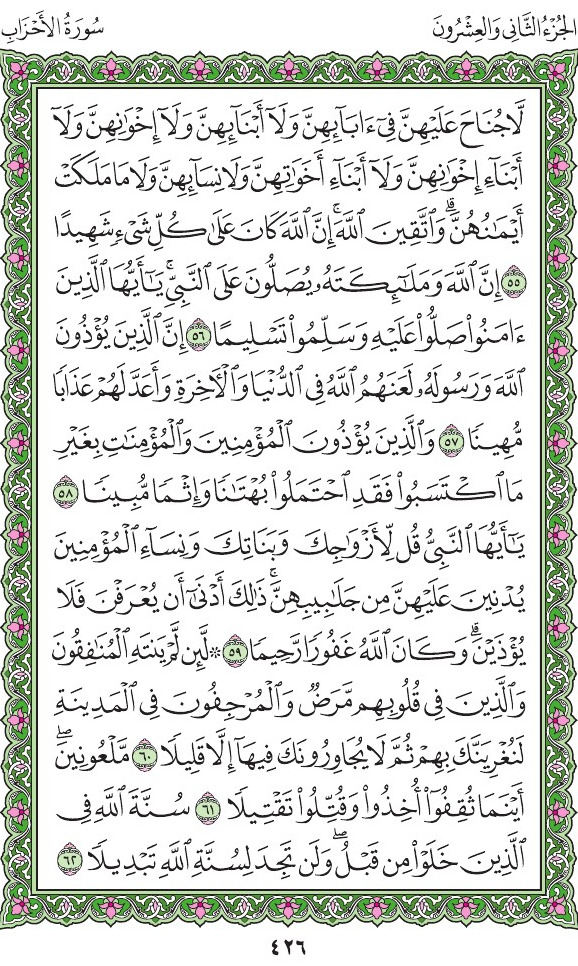 الجُزْءُ الثَّانِي وَالعِشْرُونَ
سُورَةُ الأَحْزَابِ
لَّا جُنَاحَ عَلَيْهِنَّ فِىٓ ءَابَآئِهِنَّ وَلَآ أَبْنَآئِهِنَّ وَلَآ إِخْوَٰنِهِنَّ وَلَآ
أَبْنَآءِ إِخْوَٰنِهِنَّ وَلَآ أَبْنَآءِ أَخَوَٰتِهِنَّ وَلَا نِسَآئِهِنَّ وَلَا مَا مَلَكَتْ
أَيْمَٰنُهُنَّۗ وَٱتَّقِينَ ٱللَّهَۚ إِنَّ ٱللَّهَ كَانَ عَلَىٰ كُلِّ شَىْءٍ شَهِيدًا
٥٥ إِنَّ ٱللَّهَ وَمَلَٰٓئِكَتَهُۥ يُصَلُّونَ عَلَى ٱلنَّبِىِّۚ يَٰٓأَيُّهَا ٱلَّذِينَ
ءَامَنُوا۟ صَلُّوا۟ عَلَيْهِ وَسَلِّمُوا۟ تَسْلِيمًا ٥٦ إِنَّ ٱلَّذِينَ يُؤْذُونَ
ٱللَّهَ وَرَسُولَهُۥ لَعَنَهُمُ ٱللَّهُ فِى ٱلدُّنْيَا وَٱلْءَاخِرَةِ وَأَعَدَّ لَهُمْ عَذَابًا
مُّهِينًا ٥٧ وَٱلَّذِينَ يُؤْذُونَ ٱلْمُؤْمِنِينَ وَٱلْمُؤْمِنَٰتِ بِغَيْرِ
مَا ٱكْتَسَبُوا۟ فَقَدِ ٱحْتَمَلُوا۟ بُهْتَٰنًا وَإِثْمًا مُّبِينًا ٥٨
يَٰٓأَيُّهَا ٱلنَّبِىُّ قُل لِّأَزْوَٰجِكَ وَبَنَاتِكَ وَنِسَآءِ ٱلْمُؤْمِنِينَ
يُدْنِينَ عَلَيْهِنَّ مِن جَلَٰبِيبِهِنَّۚ ذَٰلِكَ أَدْنَىٰٓ أَن يُعْرَفْنَ فَلَا
يُؤْذَيْنَۗ وَكَانَ ٱللَّهُ غَفُورًا رَّحِيمًا ٥٩ ۞ لَّئِن لَّمْ يَنتَهِ ٱلْمُنَٰفِقُونَ
وَٱلَّذِينَ فِى قُلُوبِهِم مَّرَضٌ وَٱلْمُرْجِفُونَ فِى ٱلْمَدِينَةِ
لَنُغْرِيَنَّكَ بِهِمْ ثُمَّ لَا يُجَاوِرُونَكَ فِيهَآ إِلَّا قَلِيلًا ٦٠ مَّلْعُونِينَۖ
أَيْنَمَا ثُقِفُوٓا۟ أُخِذُوا۟ وَقُتِّلُوا۟ تَقْتِيلًا ٦١ سُنَّةَ ٱللَّهِ فِى
ٱلَّذِينَ خَلَوْا۟ مِن قَبْلُۖ وَلَن تَجِدَ لِسُنَّةِ ٱللَّهِ تَبْدِيلًا ٦٢
٤٢٦